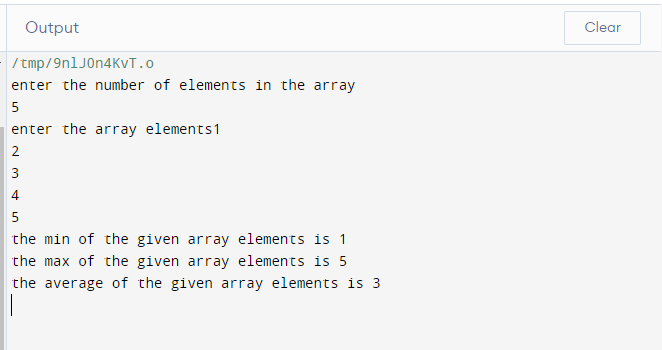 Output
Clear
/tmp/9nlJOn4KvT.o
enter the number of elements in the array
5
enter the array elements1
2
3
4
5
the min of the given array elements is 1
the max of the given array elements is 5
the average of the given array elements is 3